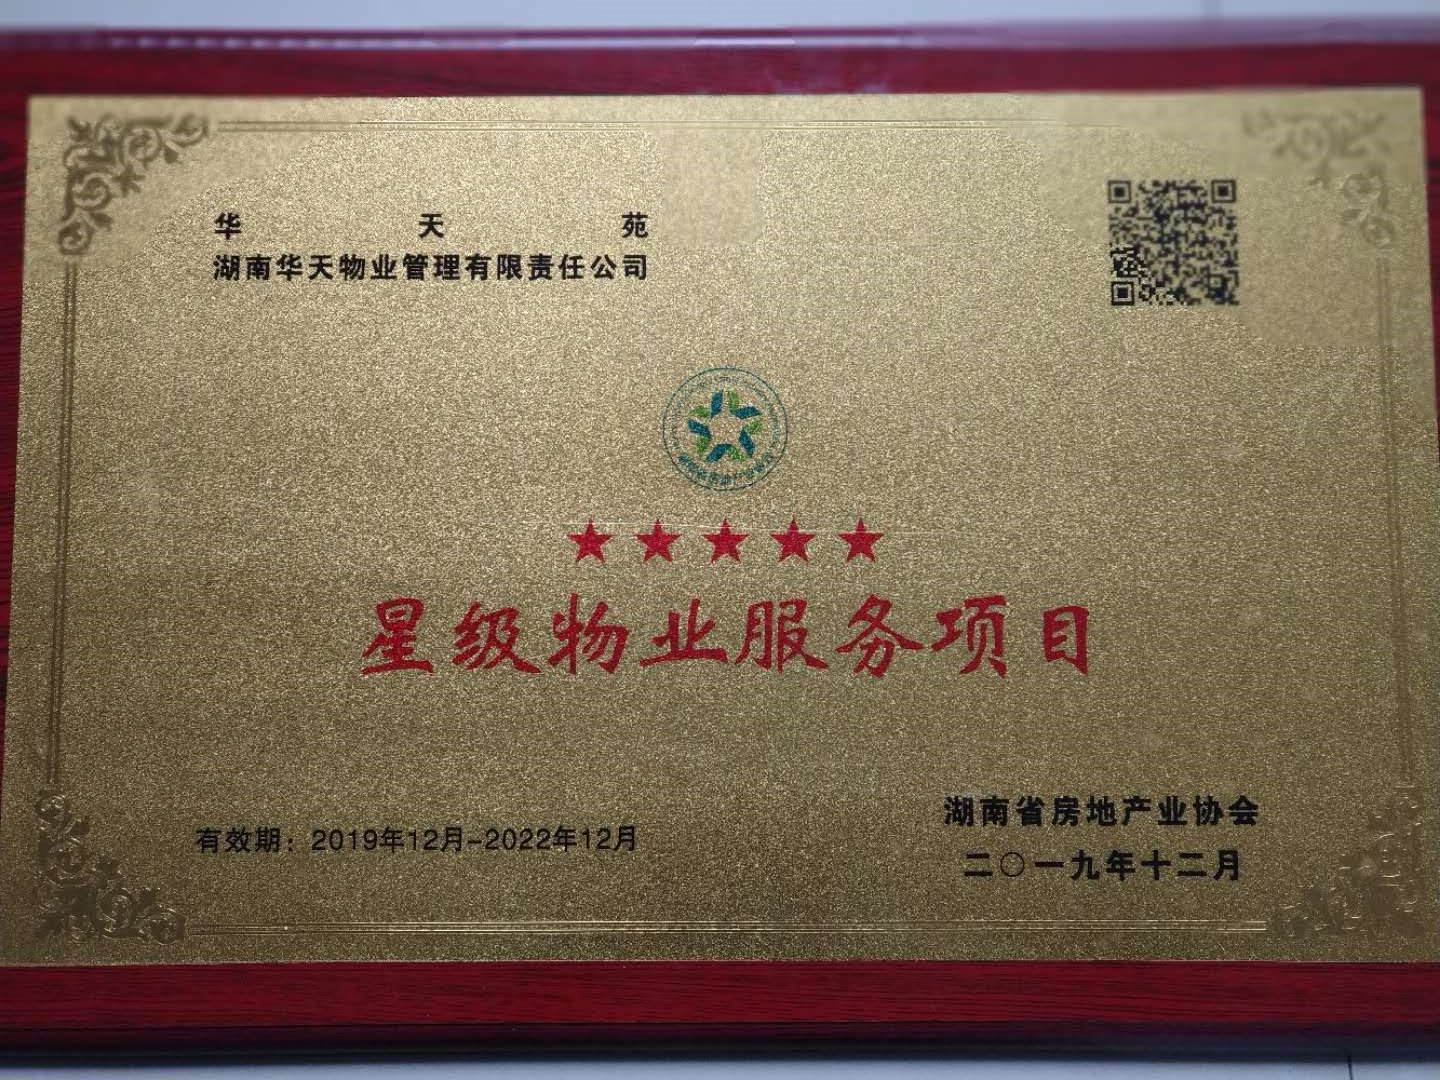 华天苑
湖南华天物业管理有限责任公司
★★★★★
星级物业服务项目
有效期：2019年12月-2022年12月
湖南省房地产业协会
二〇一九年十二月